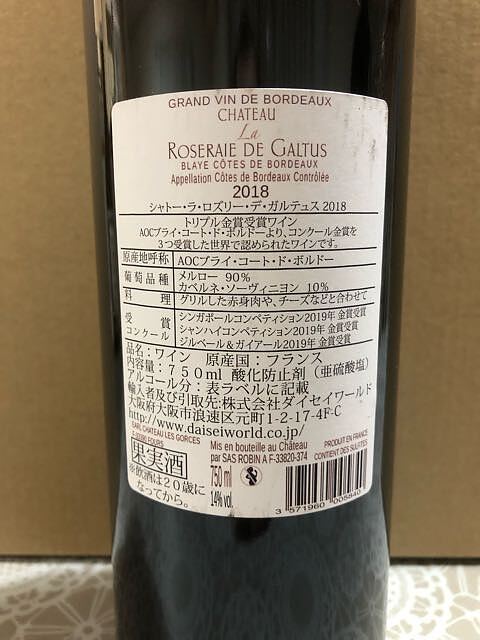 GRAND VIN DE BORDEAUX
CHATEAU
La
ROSERAIE DE GALTUS
BLAYE CÔTES DE BORDEAUX
Appellation Côtes de Bordeaux Contrôlée
2018
シャトー・ラ・ロズリー・デ・ガルテュス 2018
トリプル金賞受賞ワイン
AOCブライ・コート・ド・ボルドーより、コンクール金賞を
3つ受賞した世界で認められたワインです。
原産地呼称 AOCブライ・コート・ド・ボルドー
葡萄品種 メルロー 90%
カベルネ・ソーヴィニヨン 10%
料理 グリルした赤身肉や、チーズなどと合わせて
受賞コンクール シンガポールコンペティション2019年 金賞受賞
シャンハイコンペティション2019年 金賞受賞
ジルベール&ガイアール2019年 金賞受賞
品名:ワイン 原産国:フランス
内容量:750ml 酸化防止剤(亜硫酸塩)
アルコール分:表ラベルに記載
輸入者及び引取先:株式会社ダイセイワールド
大阪府大阪市浪速区元町1-2-17-4F-C
http://www.daiseiworld.co.jp/
EARL CHATEAU LES GORCES
果実酒
※飲酒は20歳に
なってから。
Mis en bouteille au Château
par SAS ROBIN A F-33820-374
750 ml
14% vol.
PRODUIT EN FRANCE
CONTIENT DES SULFITES
3 571960 005840